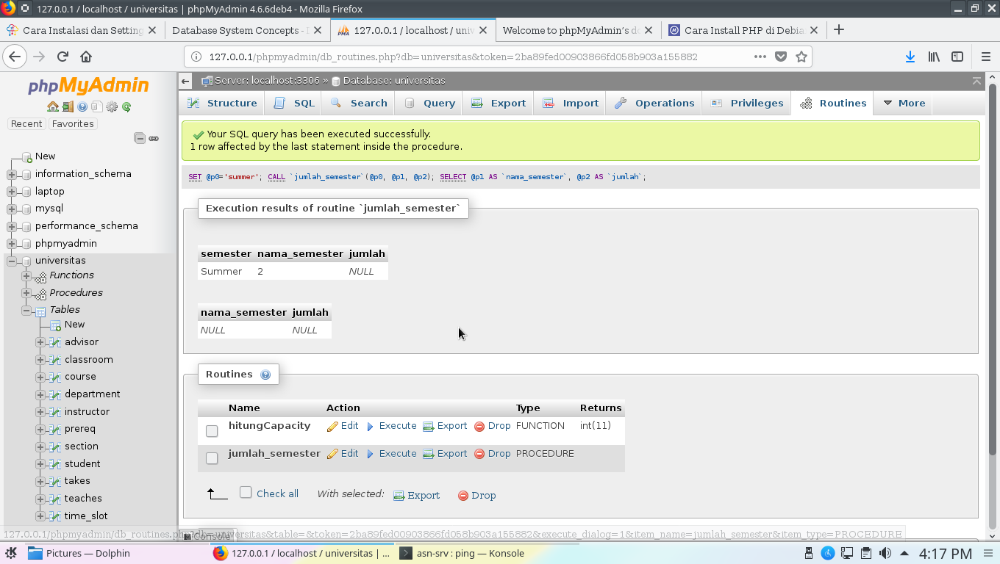 127.0.0.1 / localhost / universitas | phpMyAdmin 4.6.6deb4 - Mozilla Firefox
Cara Instalasi dan Setting
Database System Concepts -
127.0.0.1 / localhost / univ
Welcome to phpMyAdmin's d
Cara Install PHP di Debia
127.0.0.1/phpmyadmin/db_routines.php?db=universitas&token=2ba89fed00903866fd058b903a155882
phpMyAdmin
Recent Favorites
New
information_schema
laptop
mysql
performance_schema
phpmyadmin
universitas
Functions
Procedures
Tables
New
advisor
classroom
course
department
instructor
prereq
section
student
takes
teaches
time_slot
Server: localhost:3306 » Database: universitas
Structure SQL Search Query Export Import Operations Privileges Routines More
Your SQL query has been executed successfully.
1 row affected by the last statement inside the procedure.
SET @p0='summer'; CALL `jumlah_semester`(@p0, @p1, @p2); SELECT @p1 AS `nama_semester`, @p2 AS `jumlah`;
Execution results of routine `jumlah_semester`
semester nama_semester jumlah
Summer 2 NULL
nama_semester jumlah
NULL NULL
Routines
Name Action Type Returns
hitungCapacity Edit Execute Export Drop FUNCTION int(11)
jumlah_semester Edit Execute Export Drop PROCEDURE
Check all With selected: Export Drop
127.0.0.1/phpmyadmin/db_routines.php?db=universitas&table=&token=2ba89fed00903866fd058b903a155882&execute_dialog=1&item_name=jumlah_semester&item_type=PROCEDURE
Console
Pictures — Dolphin
127.0.0.1 / localhost / universitas | ...
asn-srv : ping — Konsole
4:17 PM